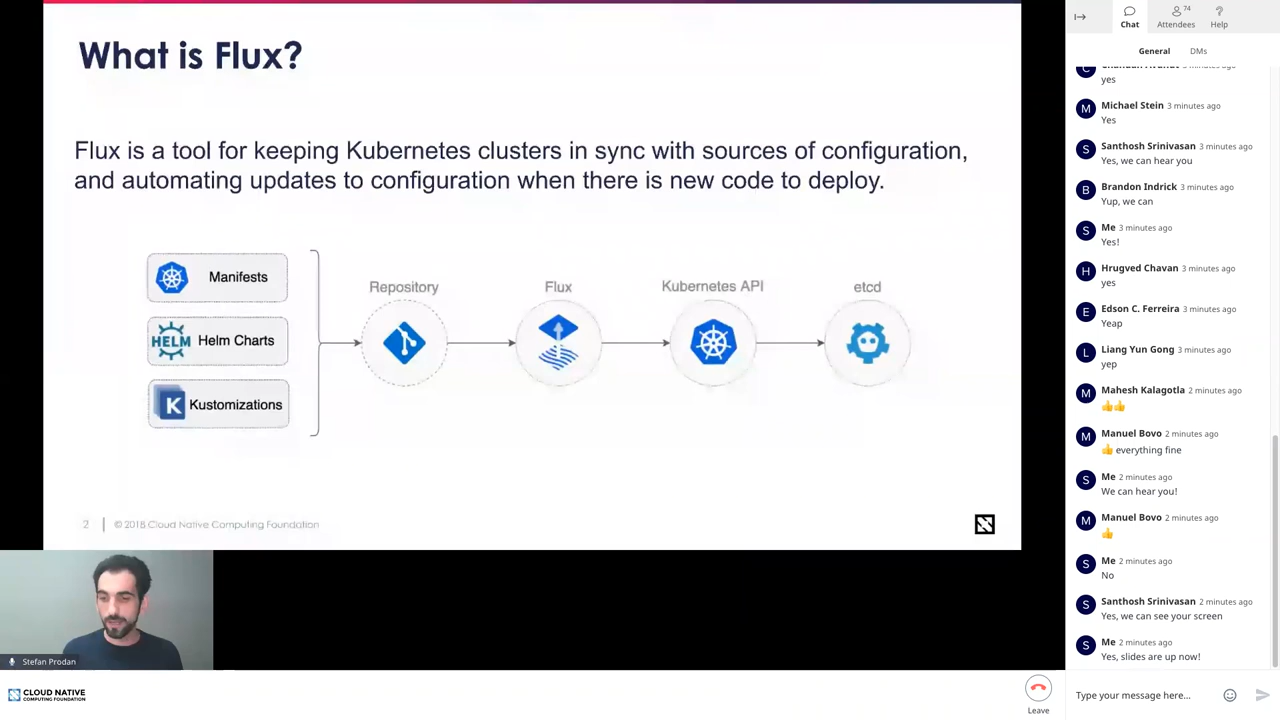 What is Flux?
Flux is a tool for keeping Kubernetes clusters in sync with sources of configuration,
and automating updates to configuration when there is new code to deploy.
Manifests
HELM Helm Charts
K Kustomizations
Repository
Flux
Kubernetes API
etcd
2 | © 2018 Cloud Native Computing Foundation
Stefan Prodan
CLOUD NATIVE
COMPUTING FOUNDATION
Leave
Chat
74
Attendees
? Help
General
DMs
3 minutes ago
yes
M Michael Stein 3 minutes ago
Yes
S Santhosh Srinivasan 3 minutes ago
Yes, we can hear you
B Brandon Indrick 3 minutes ago
Yup, we can
S Me 3 minutes ago
Yes!
H Hrugved Chavan 3 minutes ago
yes
E Edson C. Ferreira 3 minutes ago
Yeap
L Liang Yun Gong 3 minutes ago
yep
M Mahesh Kalagotla 2 minutes ago
👍👍
M Manuel Bovo 2 minutes ago
👍 everything fine
S Me 2 minutes ago
We can hear you!
M Manuel Bovo 2 minutes ago
👍
S Me 2 minutes ago
No
S Santhosh Srinivasan 2 minutes ago
Yes, we can see your screen
S Me 2 minutes ago
Yes, slides are up now!
Type your message here...